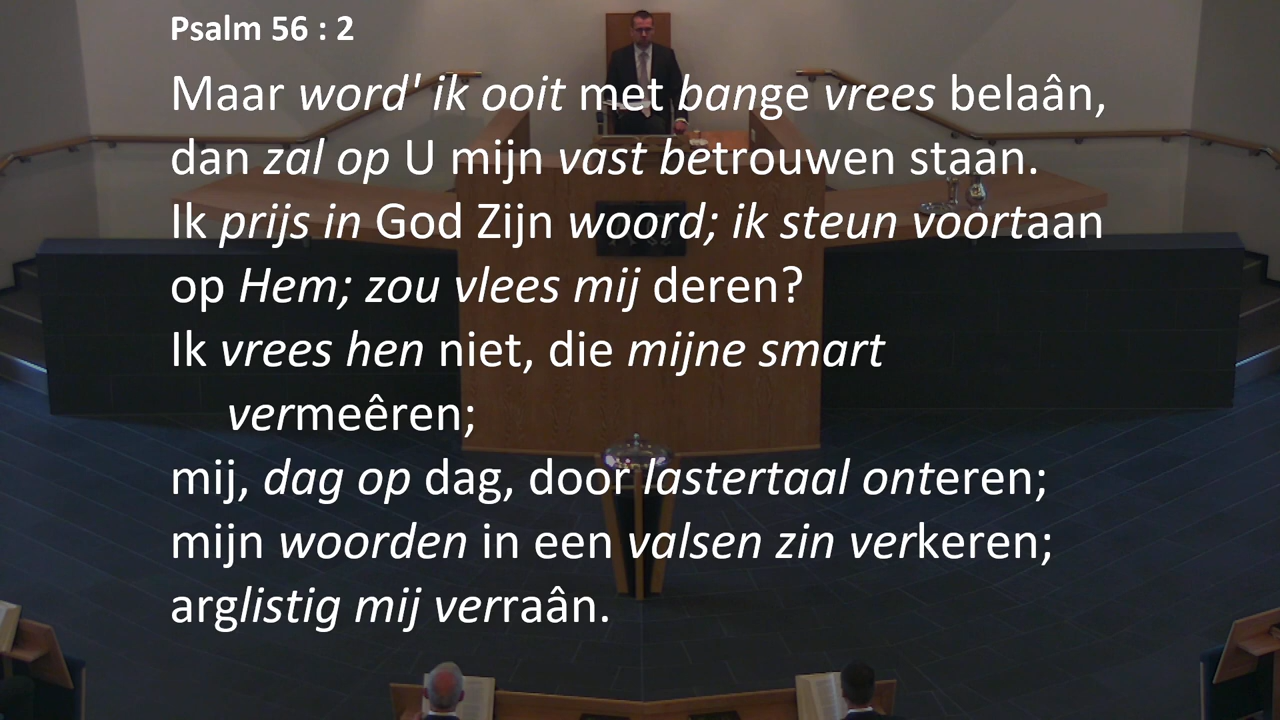 Psalm 56 : 2
Maar word' ik ooit met bange vrees belaân,
dan zal op U mijn vast betrouwen staan.
Ik prijs in God Zijn woord; ik steun voortaan
op Hem; zou vlees mij deren?
Ik vrees hen niet, die mijne smart
vermeêren;
mij, dag op dag, door lastertaal onteren;
mijn woorden in een valsen zin verkeren;
arglistig mij verraân.